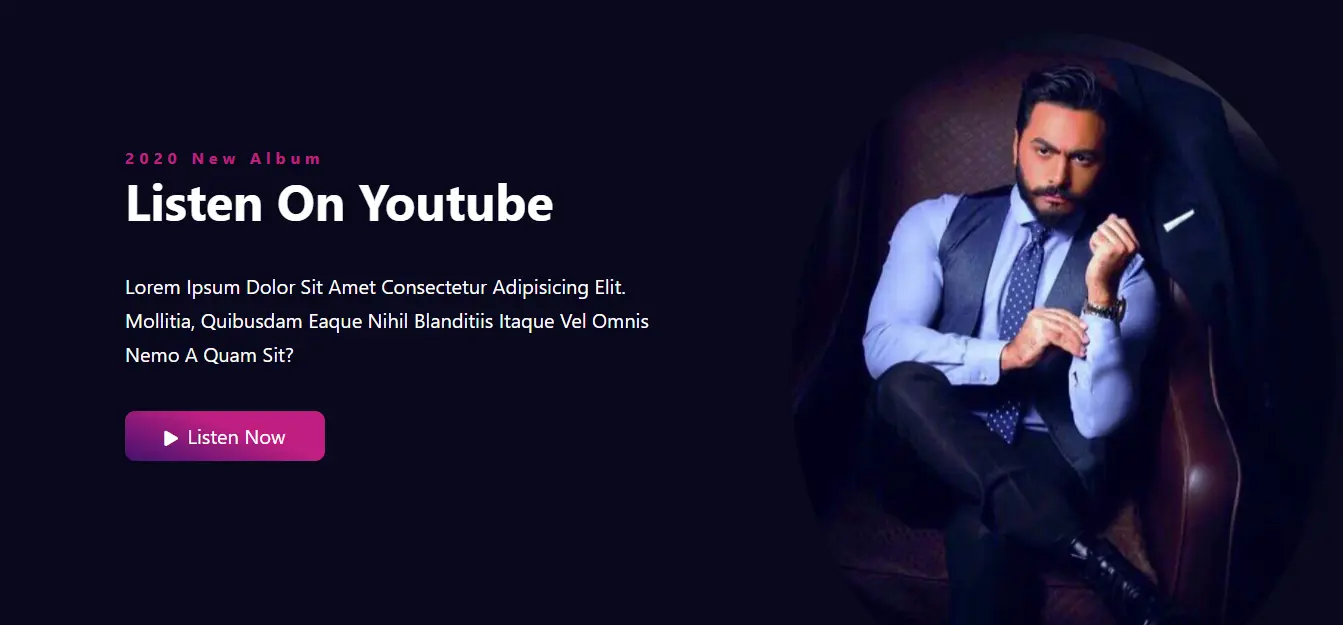 2020 New Album
Listen On Youtube
Lorem Ipsum Dolor Sit Amet Consectetur Adipisicing Elit.
Mollitia, Quibusdam Eaque Nihil Blanditiis Itaque Vel Omnis
Nemo A Quam Sit?
Listen Now